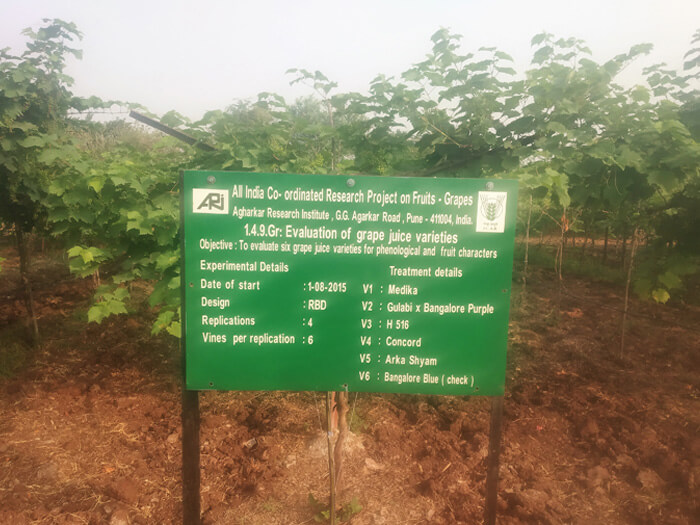 ARI
All India Co- ordinated Research Project on Fruits - Grapes
Agharkar Research Institute , G.G. Agarkar Road , Pune - 411004, India.
1.4.9.Gr: Evaluation of grape juice varieties
Objective : To evaluate six grape juice varieties for phenological and fruit characters
Experimental Details
Date of start :1-08-2015
Design :RBD
Replications : 4
Vines per replication : 6
Treatment details
V1 : Medika
V2 : Gulabi x Bangalore Purple
V3 : H 516
V4 : Concord
V5 : Arka Shyam
V6 : Bangalore Blue ( check )